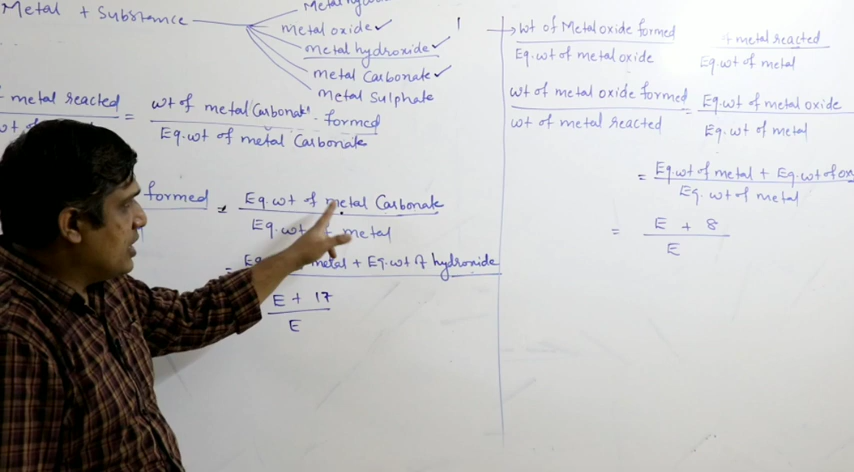 Metal + Substance
metal oxide ✓
metal hydroxide ✓
metal Carbonate ✓
metal Sulphate
metal reacted = wt of metal Carbonate formed
Eq. wt of metal Carbonate
formed = Eq. wt of metal Carbonate
Eq. wt of metal
= metal + Eq. wt of hydroxide
E + 17
E
wt of Metal oxide formed metal reacted
Eq. wt of metal oxide Eq. wt of metal
wt of metal oxide formed = Eq. wt of metal oxide
wt of metal reacted Eq. wt of metal
= Eq. wt of metal + Eq. wt of
Eq. wt of metal
= E + 8
E